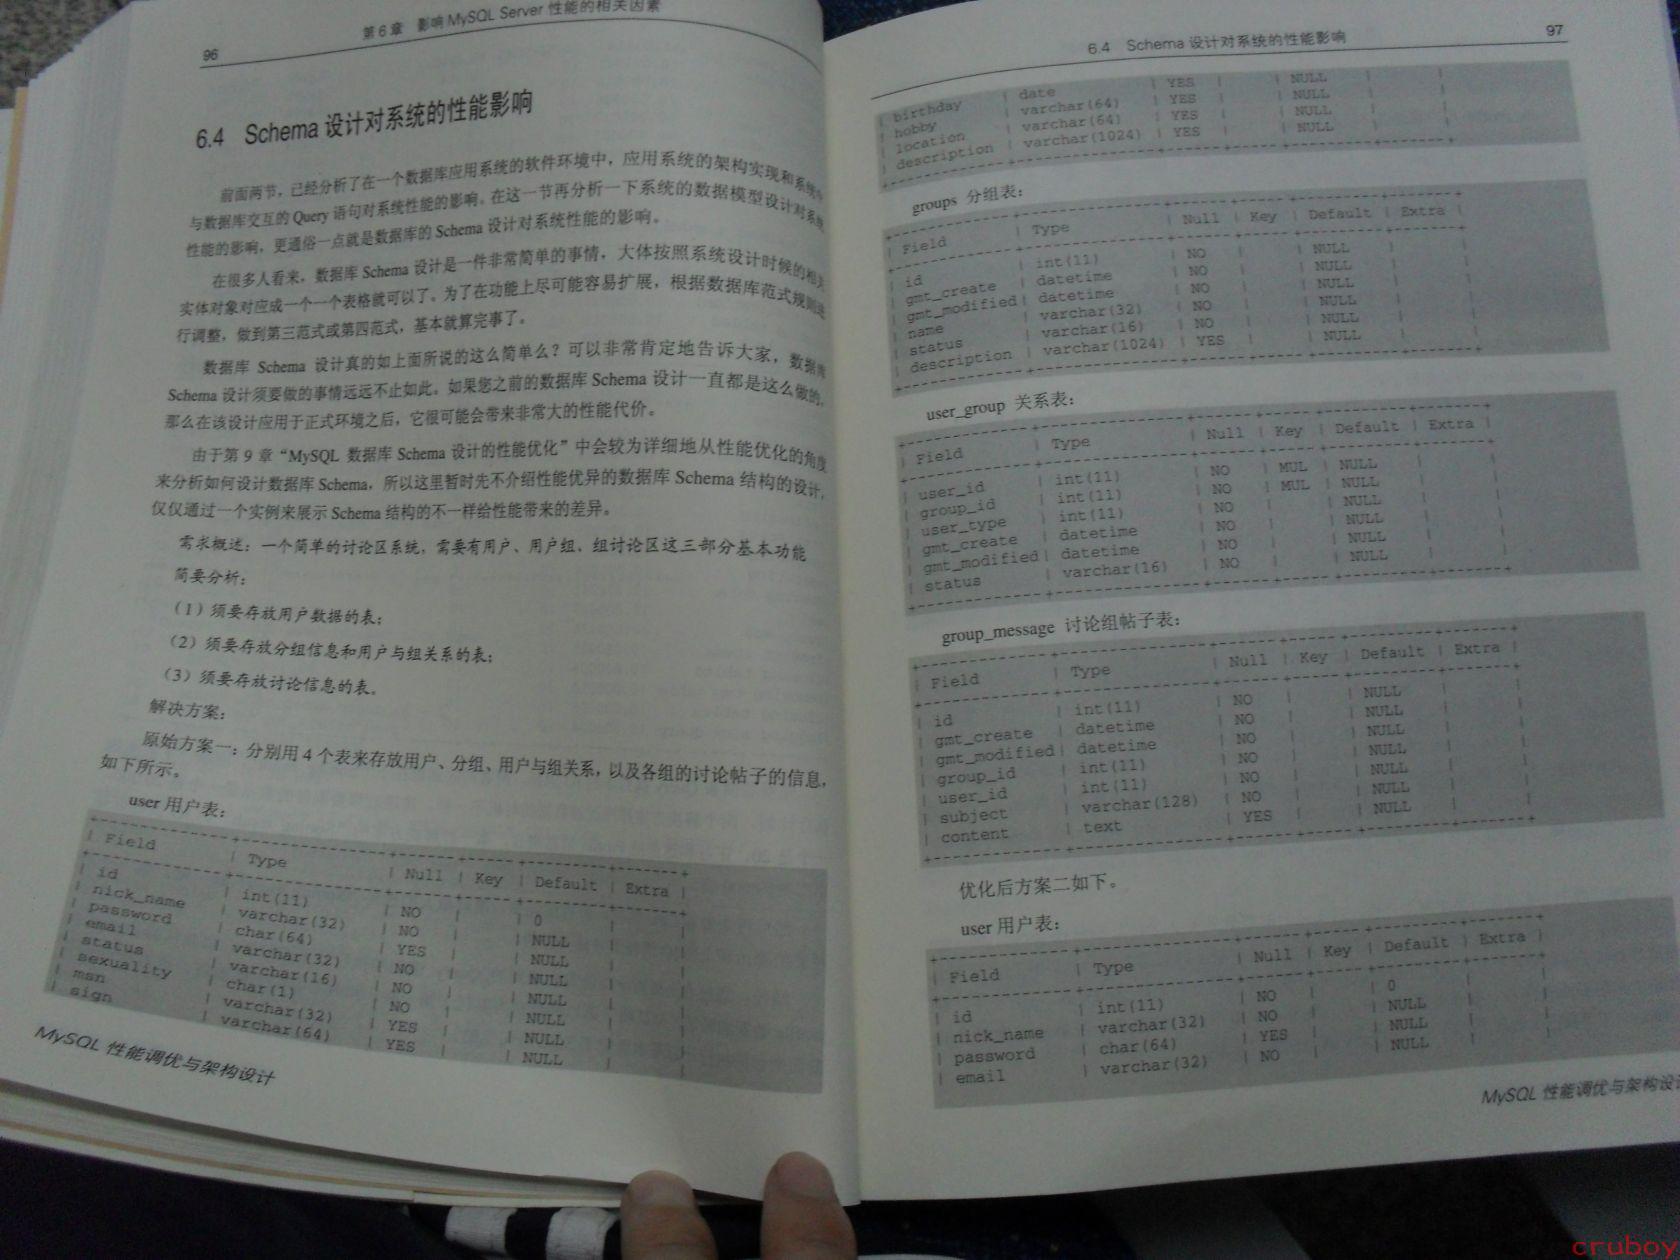 96
第6章 影响MySQL Server 性能的相关因素
6.4 Schema 设计对系统的性能影响
前面两节,已经分析了在一个数据库应用系统的软件环境中,应用系统的架构实现和系统中
与数据库交互的Query 语句对系统性能的影响。在这一节再分析一下系统的数据模型设计对系统
性能的影响,更通俗一点就是数据库的 Schema 设计对系统性能的影响。
在很多人看来,数据库 Schema 设计是一件非常简单的事情,大体按照系统设计时候的相关
实体对象对应成一个一个表格就可以了。为了在功能上尽可能容易扩展,根据数据库范式规则进
行调整,做到第三范式或第四范式,基本就算完事了。
数据库 Schema 设计真的如上面所说的这么简单么?可以非常肯定地告诉大家,数据库
Schema 设计须要做的事情远远不止如此。如果您之前的数据库 Schema 设计一直都是这么做的,
那么在该设计应用于正式环境之后,它很可能会带来非常大的性能代价。
由于第 9 章“MySQL 数据库 Schema 设计的性能优化”中会较为详细地从性能优化的角度
来分析如何设计数据库 Schema,所以这里暂时先不介绍性能优异的数据库 Schema 结构的设计,
仅仅通过一个实例来展示 Schema 结构的不一样给性能带来的差异。
需求概述:一个简单的讨论区系统,需要有用户、用户组、组讨论区这三部分基本功能
简要分析:
(1)须要存放用户数据的表;
(2)须要存放分组信息和用户与组关系的表;
(3)须要存放讨论信息的表。
解决方案:
原始方案一:分别用 4 个表来存放用户、分组、用户与组关系,以及各组的讨论帖子的信息,
如下所示。
user 用户表:
| Field | Type | Null | Key | Default | Extra |
| id | int(11) | NO | | 0 | |
| nick_name | varchar(32) | NO | | NULL | |
| password | char(64) | YES | | NULL | |
| email | varchar(32) | NO | | NULL | |
| status | varchar(16) | NO | | NULL | |
| sexuality | char(1) | NO | | NULL | |
| msn | varchar(32) | YES | | NULL | |
| sign | varchar(64) | YES | | NULL | |
MySQL 性能调优与架构设计
6.4 Schema 设计对系统的性能影响
97
| birthday | date | YES | | NULL | |
| hobby | varchar(64) | YES | | NULL | |
| location | varchar(64) | YES | | NULL | |
| description | varchar(1024) | YES | | NULL | |
groups 分组表:
| Field | Type | Null | Key | Default | Extra |
| id | int(11) | NO | | NULL | |
| gmt_create | datetime | NO | | NULL | |
| gmt_modified | datetime | NO | | NULL | |
| name | varchar(32) | NO | | NULL | |
| status | varchar(16) | NO | | NULL | |
| description | varchar(1024) | YES | | NULL | |
user_group 关系表:
| Field | Type | Null | Key | Default | Extra |
| user_id | int(11) | NO | MUL | NULL | |
| group_id | int(11) | NO | MUL | NULL | |
| user_type | int(11) | NO | | NULL | |
| gmt_create | datetime | NO | | NULL | |
| gmt_modified | datetime | NO | | NULL | |
| status | varchar(16) | NO | | NULL | |
group_message 讨论组帖子表:
| Field | Type | Null | Key | Default | Extra |
| id | int(11) | NO | | NULL | |
| gmt_create | datetime | NO | | NULL | |
| gmt_modified | datetime | NO | | NULL | |
| group_id | int(11) | NO | | NULL | |
| user_id | int(11) | NO | | NULL | |
| subject | varchar(128) | NO | | NULL | |
| content | text | YES | | NULL | |
优化后方案二如下。
user 用户表:
| Field | Type | Null | Key | Default | Extra |
| id | int(11) | NO | | 0 | |
| nick_name | varchar(32) | NO | | NULL | |
| password | char(64) | YES | | NULL | |
| email | varchar(32) | NO | | NULL | |
MySQL 性能调优与架构设计
cruboy